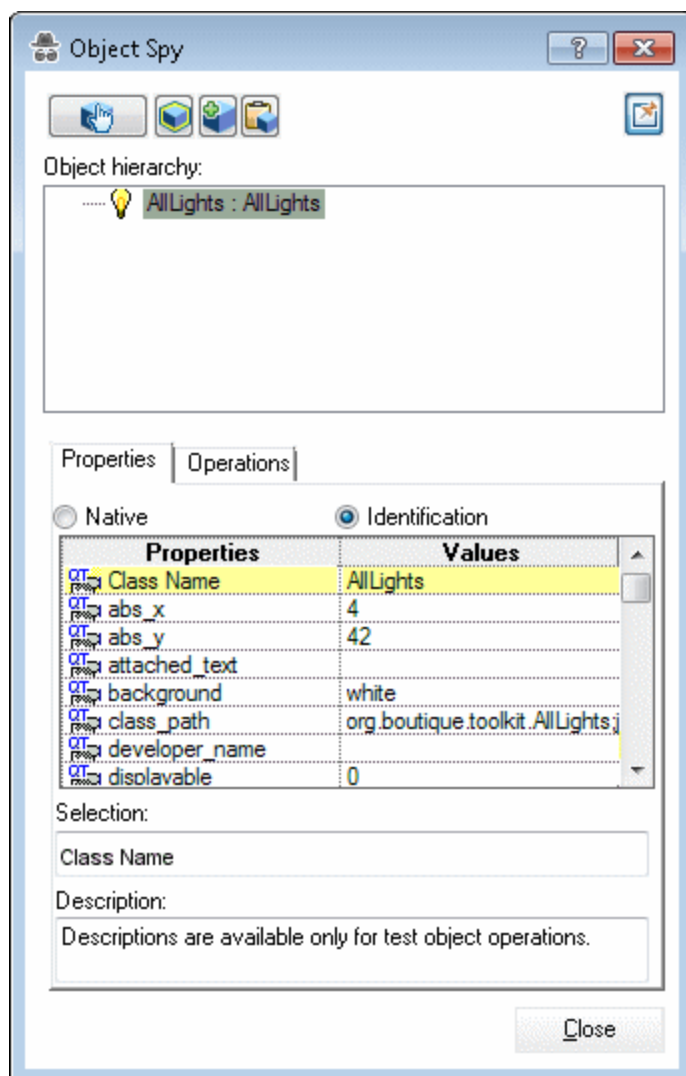 Object Spy
Object hierarchy:
AllLights : AllLights
Properties Operations
Native Identification
Properties Values
Class Name AllLights
abs_x 4
abs_y 42
attached_text
background white
class_path org.boutique.toolkit.AllLights;j
developer_name
displayable 0
Selection:
Class Name
Description:
Descriptions are available only for test object operations.
Close